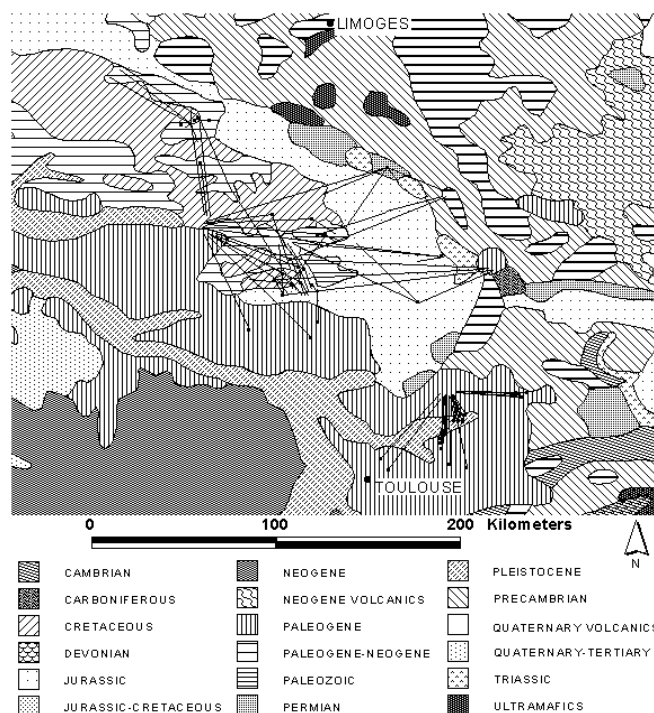 LIMOGES
TOULOUSE
0 100 200 Kilometers
N
CAMBRIAN NEOGENE PLEISTOCENE
CARBONIFEROUS NEOGENE VOLCANICS PRECAMBRIAN
CRETACEOUS PALEOGENE QUATERNARY VOLCANICS
DEVONIAN PALEOGENE-NEOGENE QUATERNARY-TERTIARY
JURASSIC PALEOZOIC TRIASSIC
JURASSIC-CRETACEOUS PERMIAN ULTRAMAFICS